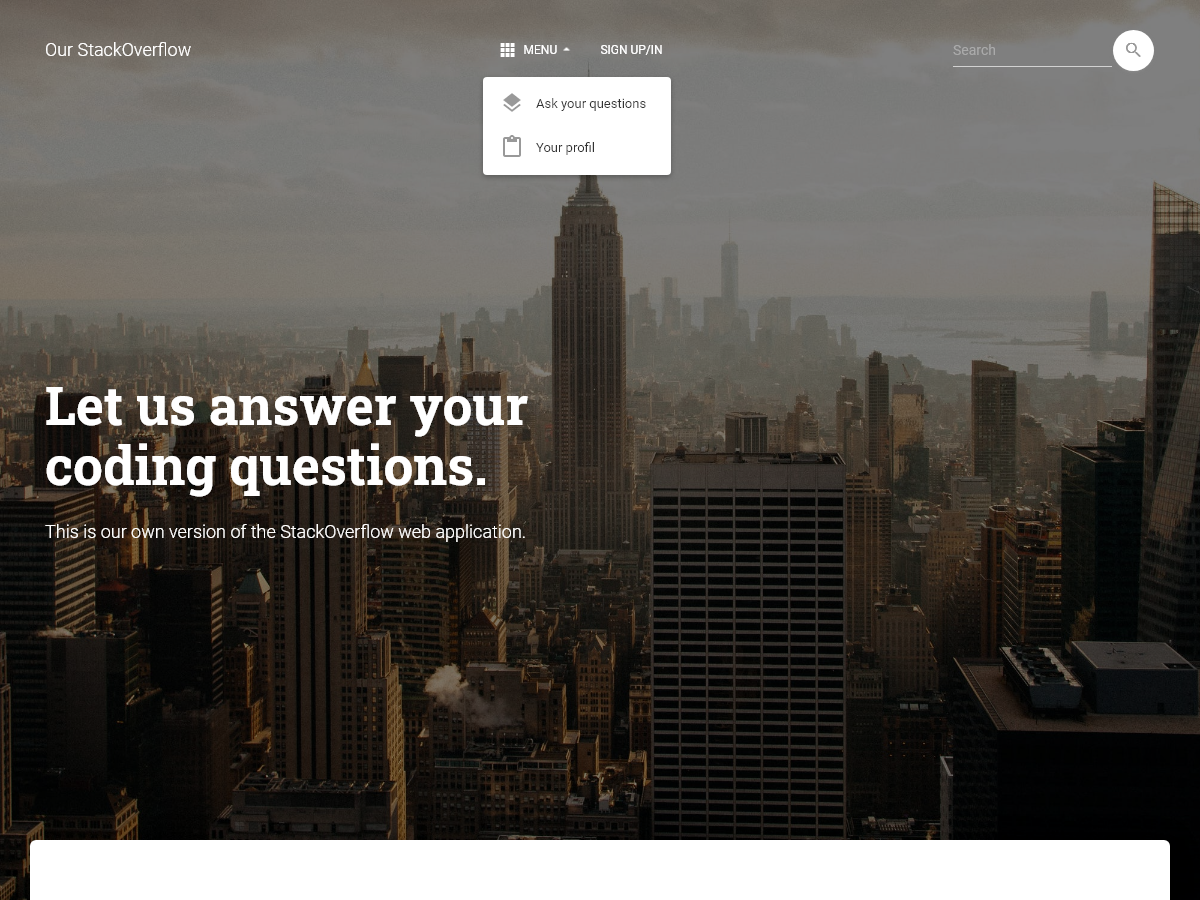 Our StackOverflow
MENU
SIGN UP/IN
Search
Ask your questions
Your profil
Let us answer your
coding questions.
This is our own version of the StackOverflow web application.